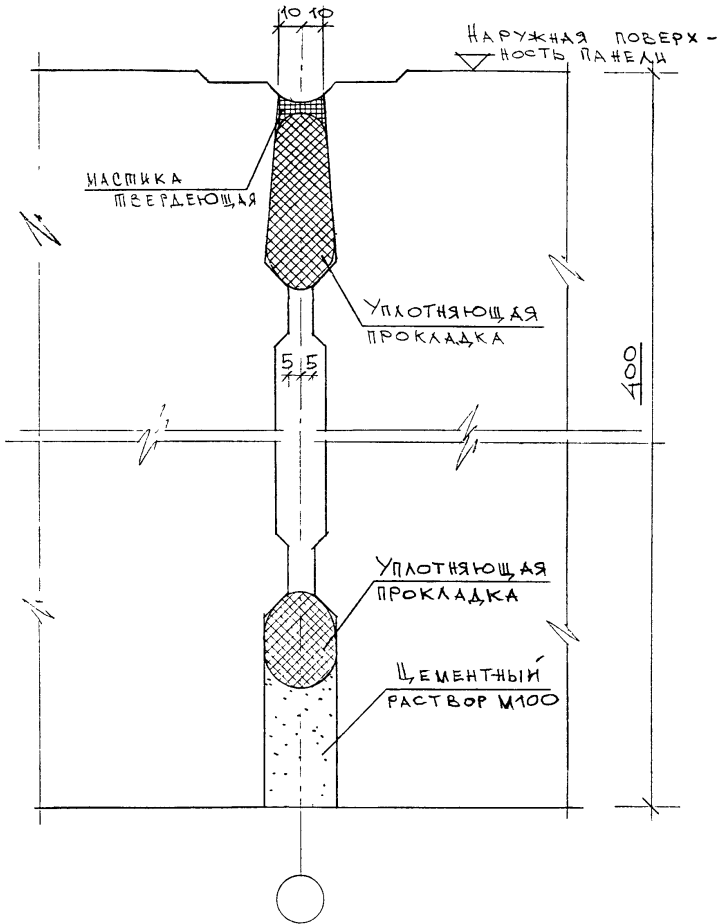 10 10
НАРУЖНАЯ ПОВЕРХ-
НОСТЬ ПАНЕЛИ
МАСТИКА
ТВЕРДЕЮЩАЯ
УПЛОТНЯЮЩАЯ
ПРОКЛАДКА
5 5
400
УПЛОТНЯЮЩАЯ
ПРОКЛАДКА
ЦЕМЕНТНЫЙ
РАСТВОР М100